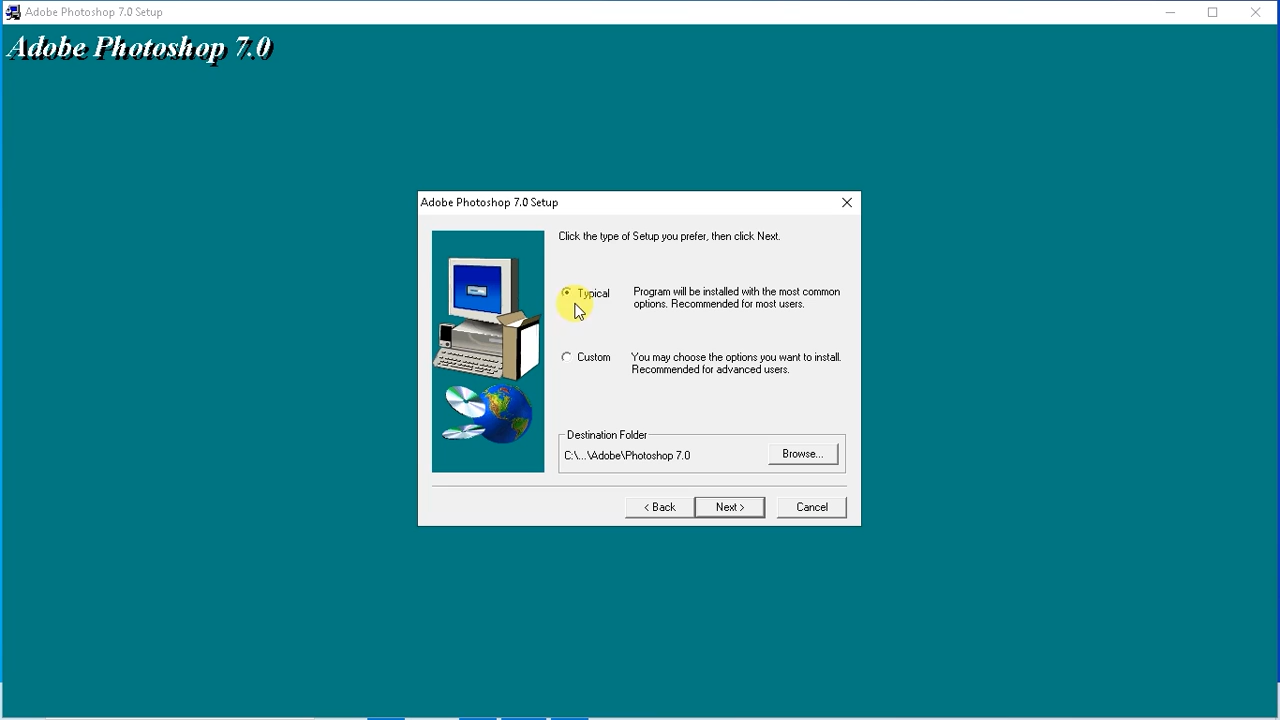 Adobe Photoshop 7.0 Setup
Adobe Photoshop 7.0
Adobe Photoshop 7.0 Setup
Click the type of Setup you prefer, then click Next.
Typical
Program will be installed with the most common
options. Recommended for most users.
Custom
You may choose the options you want to install.
Recommended for advanced users.
Destination Folder
C:\...\Adobe\Photoshop 7.0
Browse...
< Back
Next >
Cancel